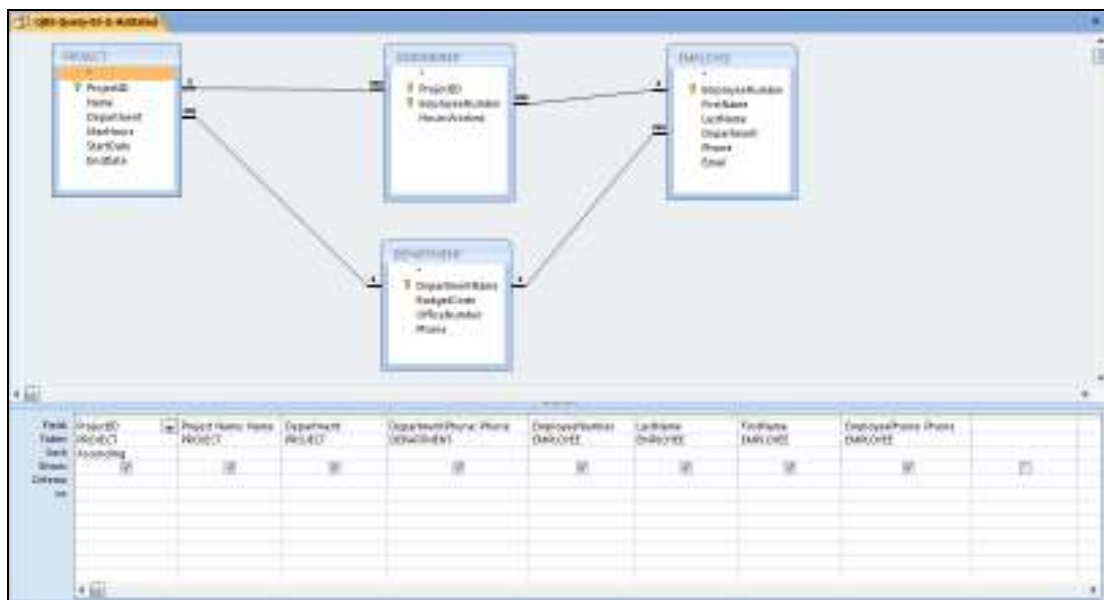 PROJECT
*
ProjectID
Name
Department
MaxHours
StartDate
EndDate
*
ProjectID
EmployeeNumber
HoursWorked
EMPLOYEE
*
EmployeeNumber
FirstName
LastName
Department
Phone
Email
DEPARTMENT
*
DepartmentName
BudgetCode
OfficeNumber
Phone
Field: ProjectID Project Name: Name Department DepartmentPhone: Phone EmployeeNumber LastName FirstName EmployeePhone: Phone
Table: PROJECT PROJECT PROJECT DEPARTMENT EMPLOYEE EMPLOYEE EMPLOYEE EMPLOYEE
Sort: Ascending
Show:
Criteria:
or: